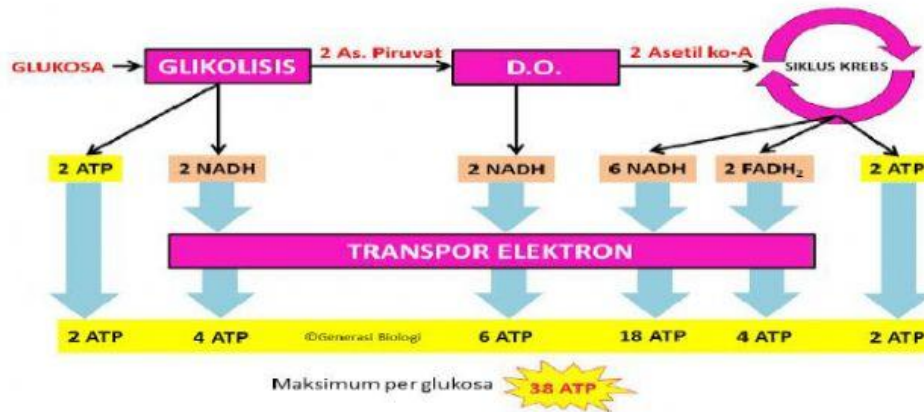 GLUKOSA
GLIKOLISIS
2 As. Piruvat
D.O.
2 Asetil ko-A
SIKLUS KREBS
2 ATP
2 NADH
2 NADH
6 NADH
2 FADH₂
2 ATP
TRANSPOR ELEKTRON
2 ATP
4 ATP
©Generasi Biologi
6 ATP
18 ATP
4 ATP
2 ATP
Maksimum per glukosa
38 ATP